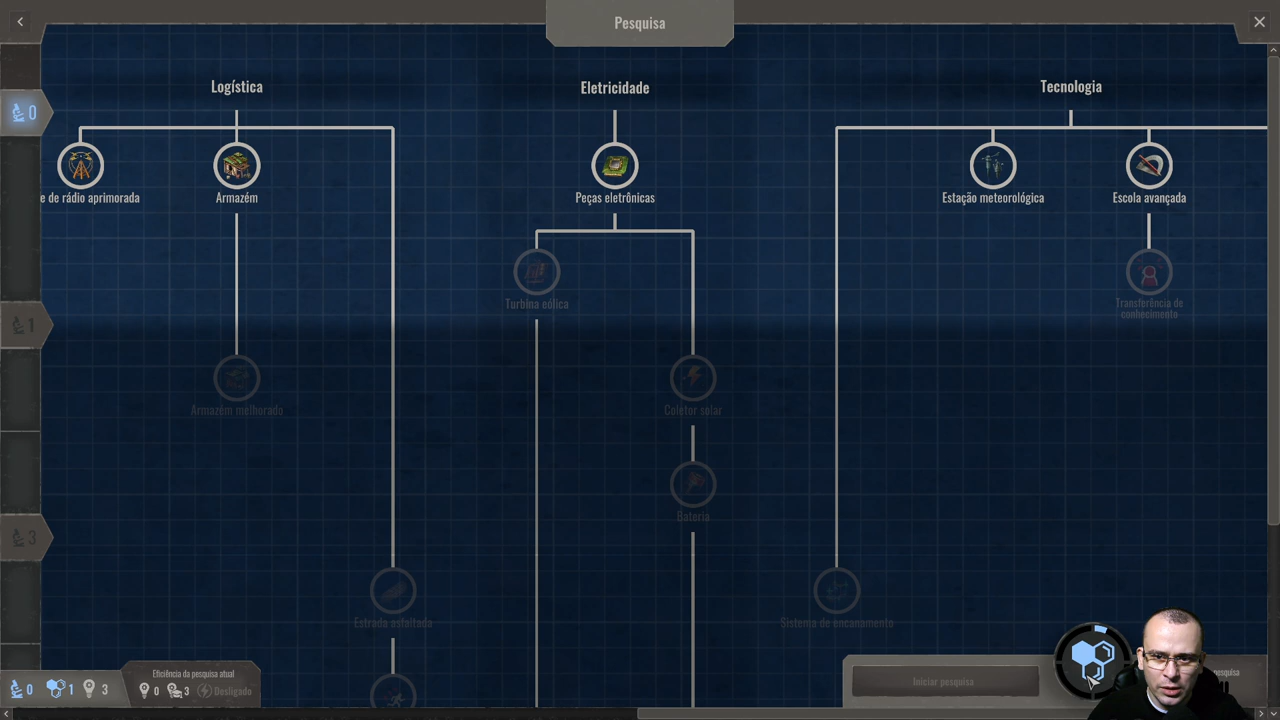 Pesquisa
Logística
Eletricidade
Tecnologia
0
e de rádio aprimorada
Armazém
Peças eletrônicas
Estação meteorológica
Escola avançada
Turbina eólica
Transferência de
conhecimento
1
Armazém melhorado
Coletor solar
Bateria
3
Estrada asfaltada
Sistema de encanamento
Eficiência da pesquisa atual
0 1 3
0 3 Desligado
Iniciar pesquisa
pesquisa